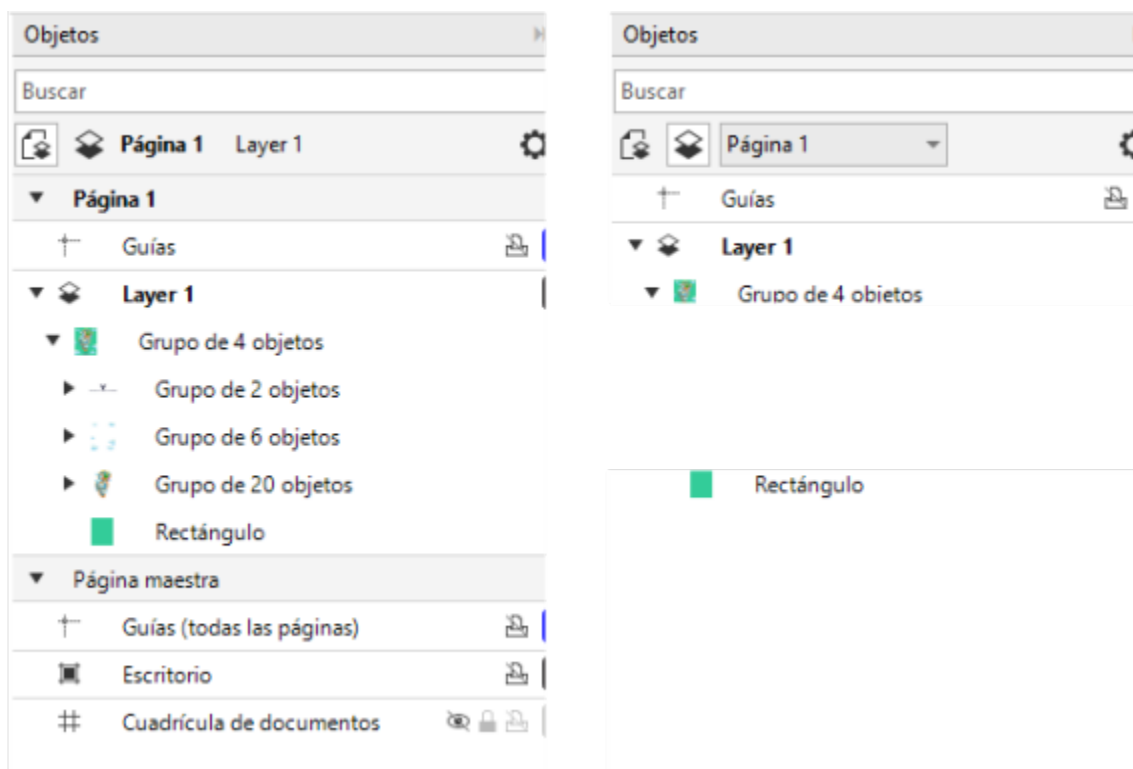 Objetos
Buscar
Página 1 Layer 1
Página 1
Guías
Layer 1
Grupo de 4 objetos
Grupo de 2 objetos
Grupo de 6 objetos
Grupo de 20 objetos
Rectángulo
Página maestra
Guías (todas las páginas)
Escritorio
Cuadrícula de documentos
Objetos
Buscar
Página 1
Guías
Layer 1
Grupo de 4 objetos
Rectángulo